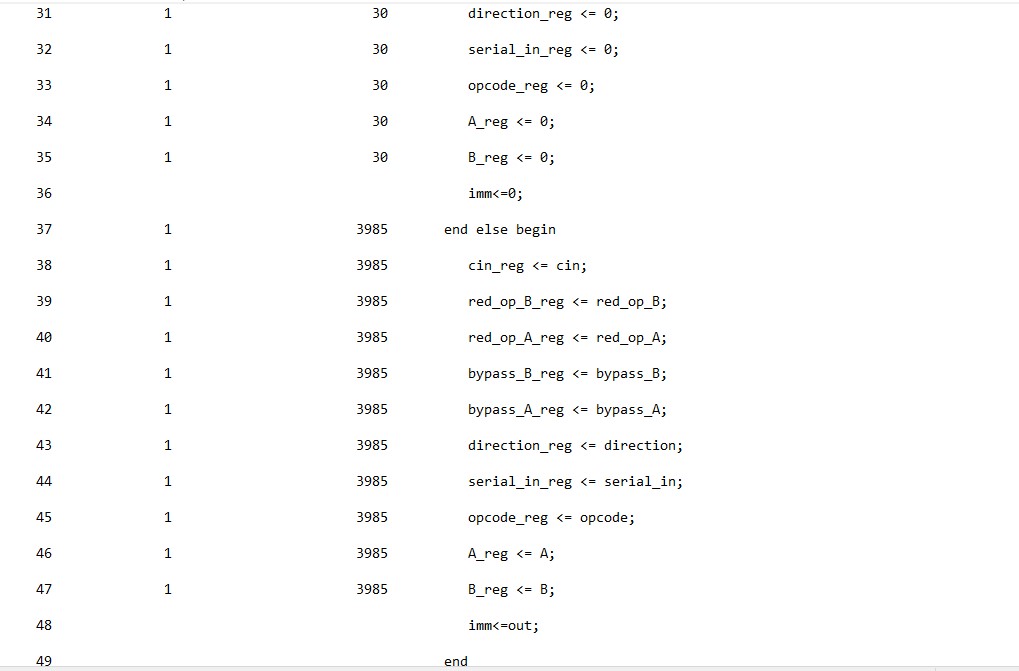 31 1 30 direction_reg <= 0;
32 1 30 serial_in_reg <= 0;
33 1 30 opcode_reg <= 0;
34 1 30 A_reg <= 0;
35 1 30 B_reg <= 0;
36 imm<=0;
37 1 3985 end else begin
38 1 3985 cin_reg <= cin;
39 1 3985 red_op_B_reg <= red_op_B;
40 1 3985 red_op_A_reg <= red_op_A;
41 1 3985 bypass_B_reg <= bypass_B;
42 1 3985 bypass_A_reg <= bypass_A;
43 1 3985 direction_reg <= direction;
44 1 3985 serial_in_reg <= serial_in;
45 1 3985 opcode_reg <= opcode;
46 1 3985 A_reg <= A;
47 1 3985 B_reg <= B;
48 imm<=out;
49 end